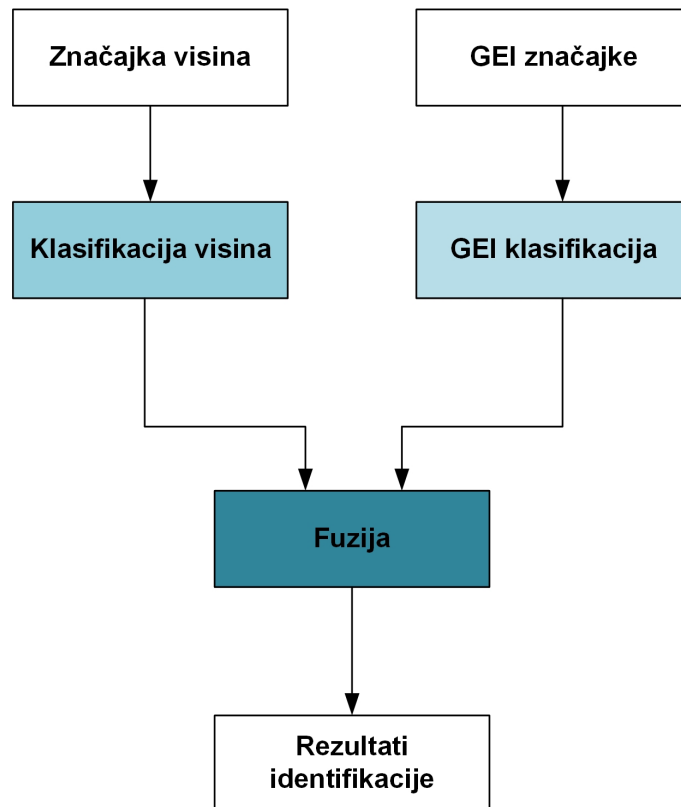 Značajka visina
GEI značajke
Klasifikacija visina
GEI klasifikacija
Fuzija
Rezultati
identifikacije